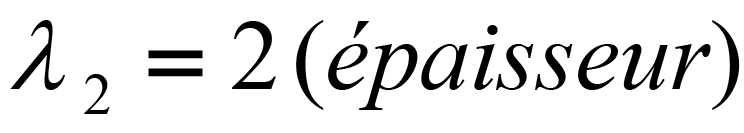 λ₂ = 2 (épaisseur)